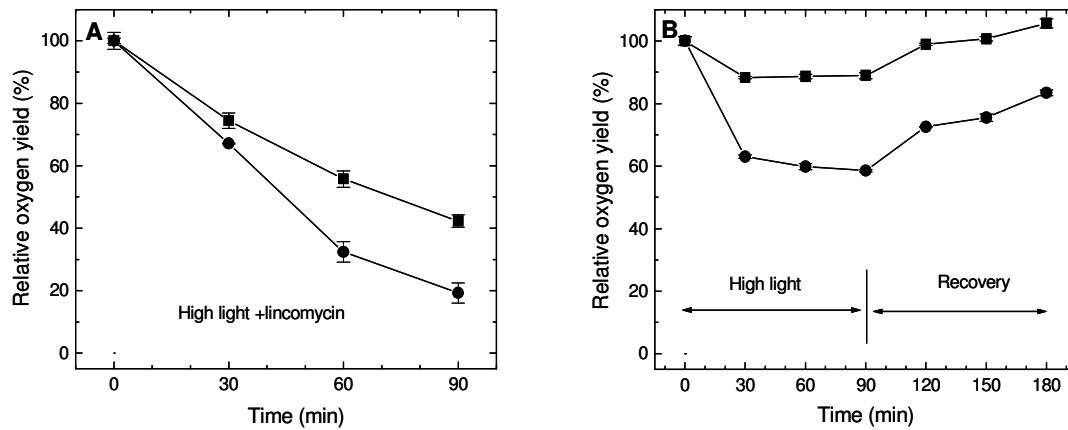 A
Relative oxygen yield (%)
100
80
60
40
20
0
High light +lincomycin
0 30 60 90
Time (min)
B
Relative oxygen yield (%)
100
80
60
40
20
0
High light
Recovery
0 30 60 90 120 150 180
Time (min)